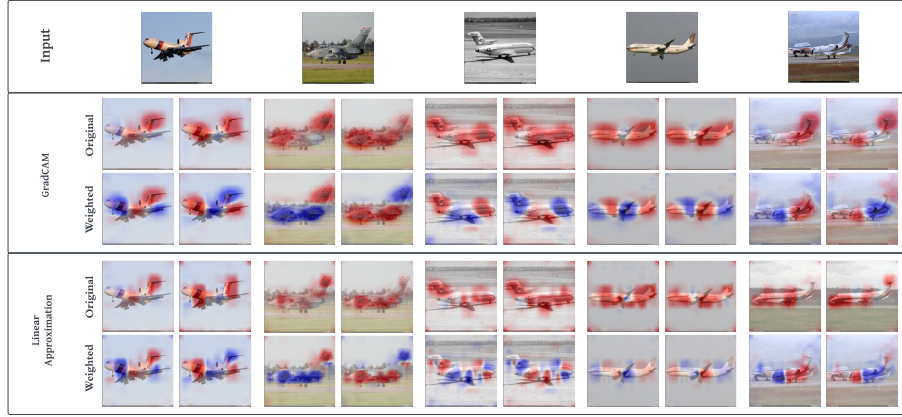 Input
GradCAM
Original
Weighted
Linear
Approximation
Original
Weighted